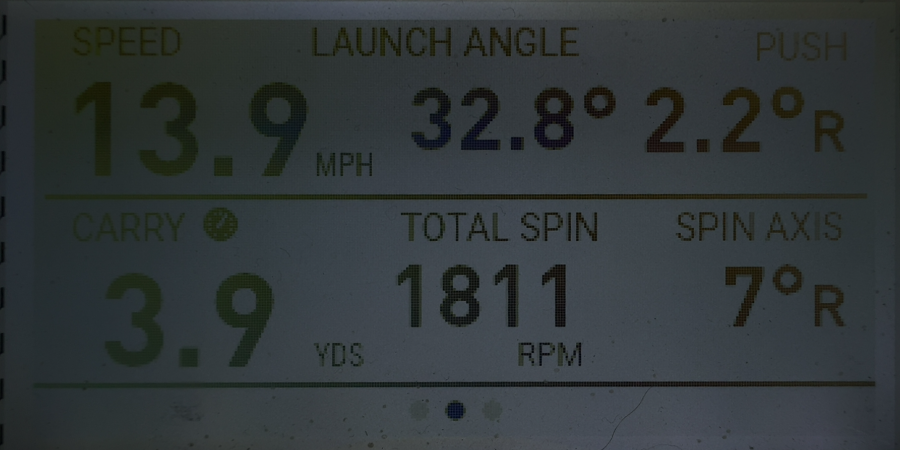 SPEED LAUNCH ANGLE PUSH
13.9 MPH 32.8° 2.2° R
CARRY TOTAL SPIN SPIN AXIS
3.9 YDS 1811 RPM 7° R